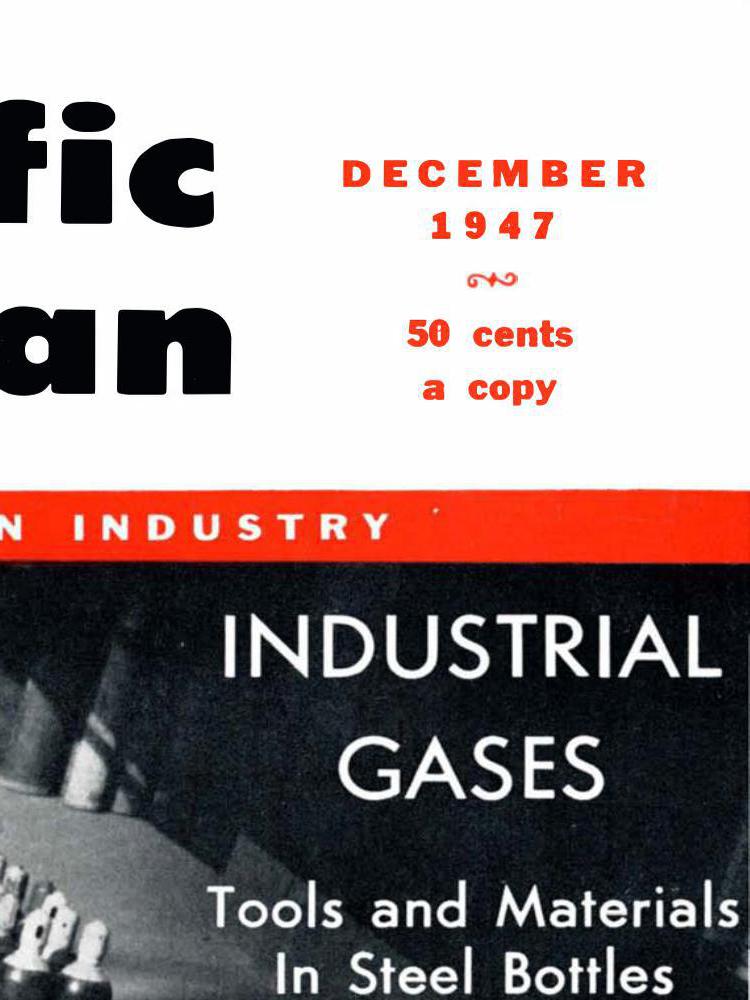 fic
an
DECEMBER
1947
50 cents
a copy
N INDUSTRY
INDUSTRIAL
GASES
Tools and Materials
In Steel Bottles